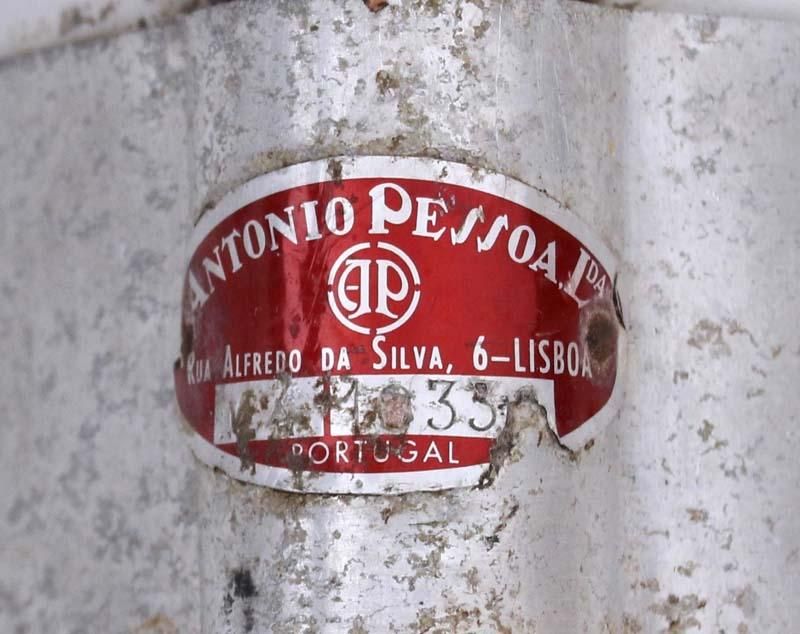 ANTONIO PESSOA, LDA
AP
RUA ALFREDO DA SILVA, 6-LISBOA
PORTUGAL